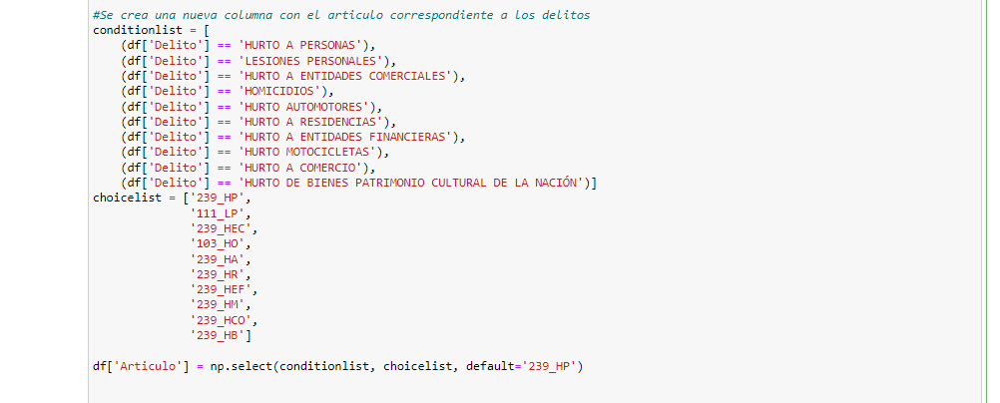 #Se crea una nueva columna con el articulo correspondiente a los delitos
conditionlist = [
    (df['Delito'] == 'HURTO A PERSONAS'),
    (df['Delito'] == 'LESIONES PERSONALES'),
    (df['Delito'] == 'HURTO A ENTIDADES COMERCIALES'),
    (df['Delito'] == 'HOMICIDIOS'),
    (df['Delito'] == 'HURTO AUTOMOTORES'),
    (df['Delito'] == 'HURTO A RESIDENCIAS'),
    (df['Delito'] == 'HURTO A ENTIDADES FINANCIERAS'),
    (df['Delito'] == 'HURTO MOTOCICLETAS'),
    (df['Delito'] == 'HURTO A COMERCIO'),
    (df['Delito'] == 'HURTO DE BIENES PATRIMONIO CULTURAL DE LA NACIÓN')]
choicelist = ['239_HP',
              '111_LP',
              '239_HEC',
              '103_HO',
              '239_HA',
              '239_HR',
              '239_HEF',
              '239_HM',
              '239_HCO',
              '239_HB']
df['Articulo'] = np.select(conditionlist, choicelist, default='239_HP')